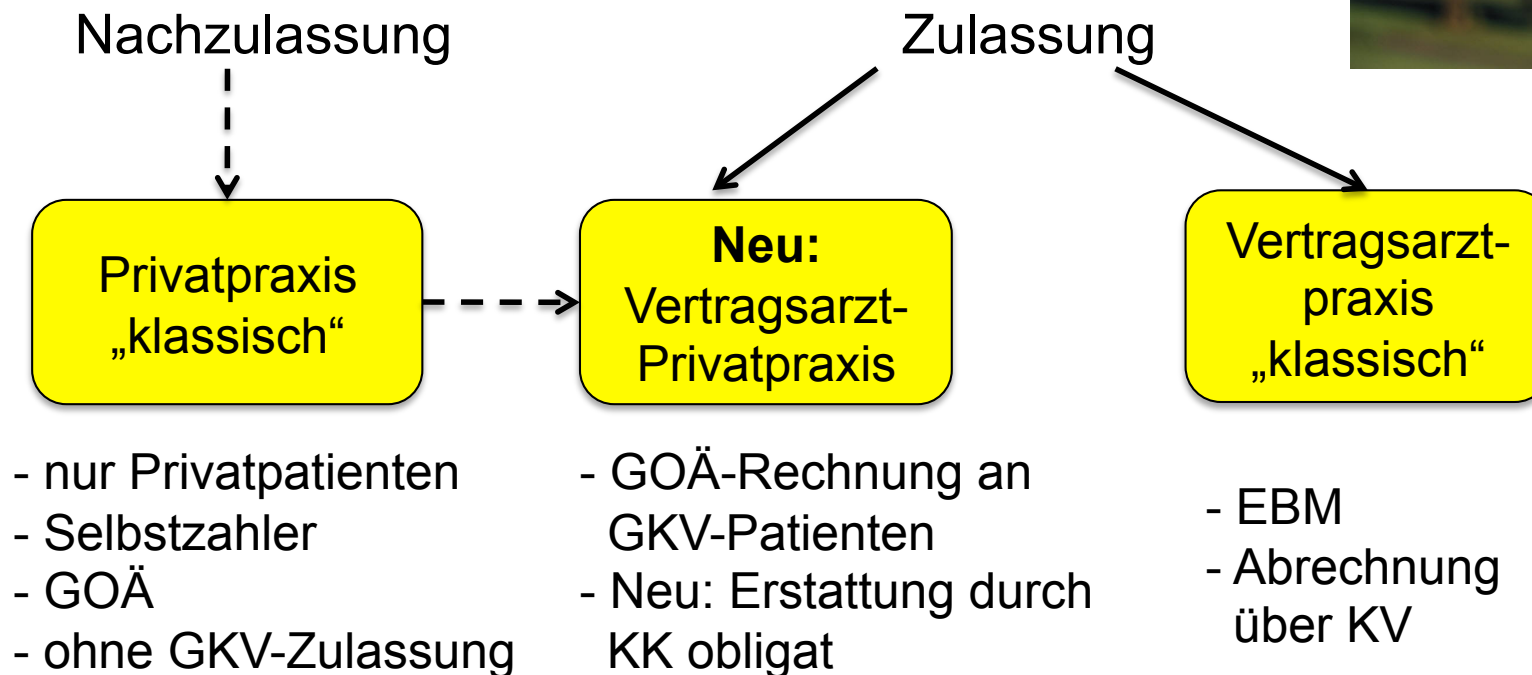 Nachzulassung
Zulassung
Privatpraxis
„klassisch“
Neu:
Vertragsarzt-
Privatpraxis
Vertragsarzt-
praxis
„klassisch“
- nur Privatpatienten
- Selbstzahler
- GOÄ
- ohne GKV-Zulassung
- GOÄ-Rechnung an
GKV-Patienten
- Neu: Erstattung durch
KK obligat
- EBM
- Abrechnung
über KV